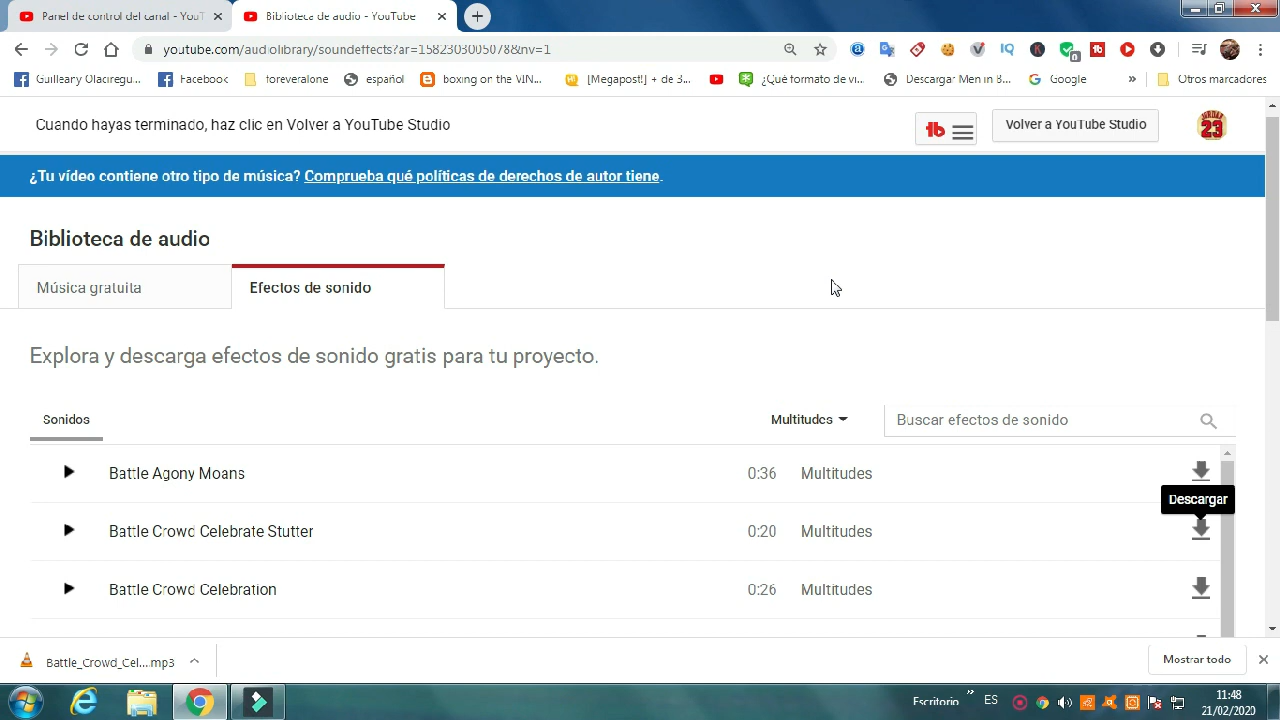 Panel de control del canal - YouT
Biblioteca de audio - YouTube
youtube.com/audiolibrary/soundeffects?ar=1582303005078&nv=1
Guilleany Olaciregu...
Facebook
foreveralone
español
boxing on the VIN...
[Megapost!] + de 3...
¿Qué formato de vi...
Descargar Men in B...
Google
»
Otros marcadores
Cuando hayas terminado, haz clic en Volver a YouTube Studio
Volver a YouTube Studio
23
¿Tu vídeo contiene otro tipo de música? Comprueba qué políticas de derechos de autor tiene.
Biblioteca de audio
Música gratuita
Efectos de sonido
Explora y descarga efectos de sonido gratis para tu proyecto.
Sonidos
Multitudes
Buscar efectos de sonido
Battle Agony Moans 0:36 Multitudes
Descargar
Battle Crowd Celebrate Stutter 0:20 Multitudes
Battle Crowd Celebration 0:26 Multitudes
Battle_Crowd_Cel....mp3
Mostrar todo
Escritorio
»
ES
11:48
21/02/2020